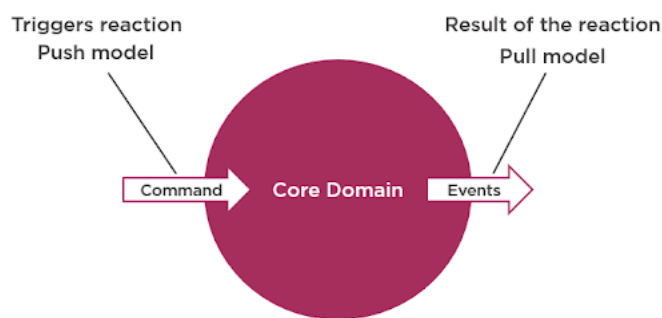 Triggers reaction
Push model
Result of the reaction
Pull model
Command
Core Domain
Events